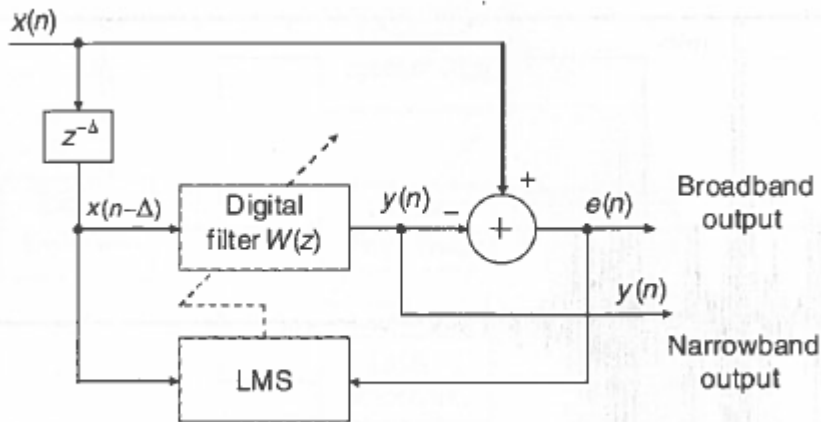 x(n)
z^{-Δ}
+
Broadband
output
x(n–Δ)
Digital
filter W(z)
y(n)
–
+
e(n)
y(n)
Narrowband
output
LMS